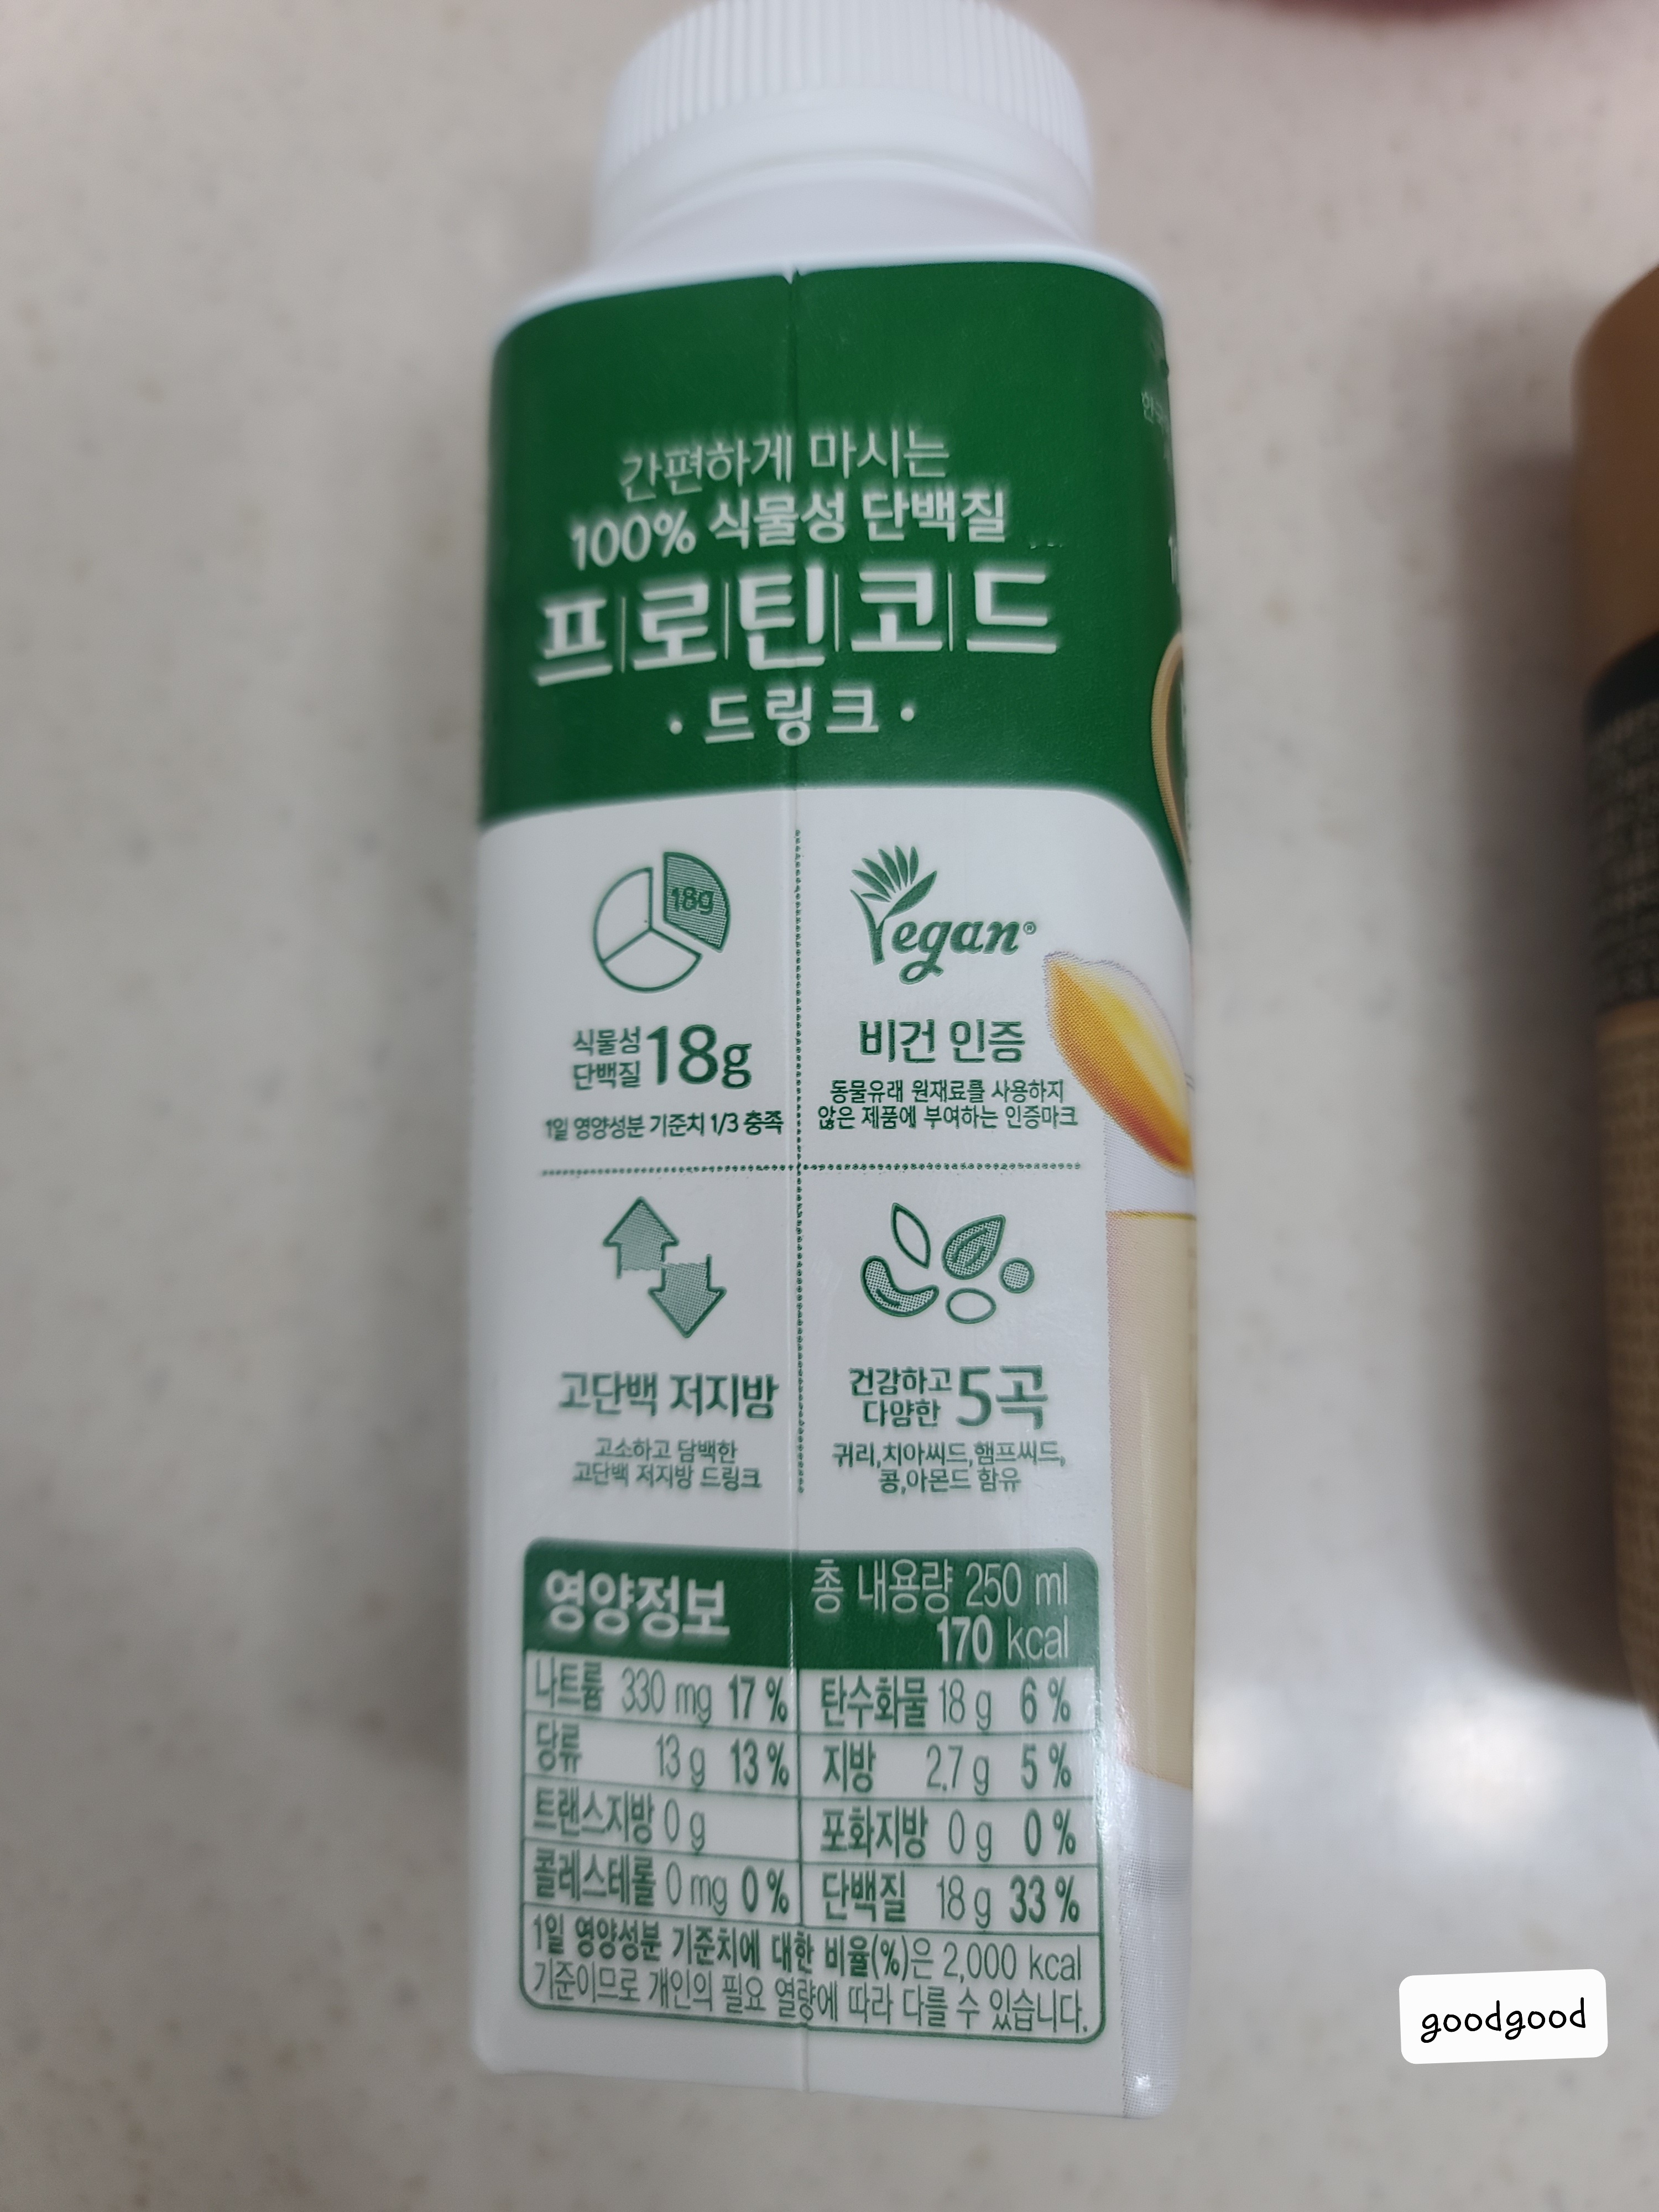 간편하게 마시는
100% 식물성 단백질
프로틴코드
· 드링크 ·
18g
Vegan®
식물성
단백질 18g
1일 영양성분 기준치 1/3 충족
비건 인증
동물유래 원재료를 사용하지
않은 제품에 부여하는 인증마크
고단백 저지방
고소하고 담백한
고단백 저지방 드링크
건강하고
다양한 5곡
귀리,치아씨드,햄프씨드,
콩,아몬드 함유
영양정보
총 내용량 250 ml
170 kcal
나트륨 330 mg 17 % 탄수화물 18 g 6 %
당류 13 g 13 % 지방 2.7 g 5 %
트랜스지방 0 g 포화지방 0 g 0 %
콜레스테롤 0 mg 0 % 단백질 18 g 33 %
1일 영양성분 기준치에 대한 비율(%)은 2,000 kcal
기준이므로 개인의 필요 열량에 따라 다를 수 있습니다.
goodgood